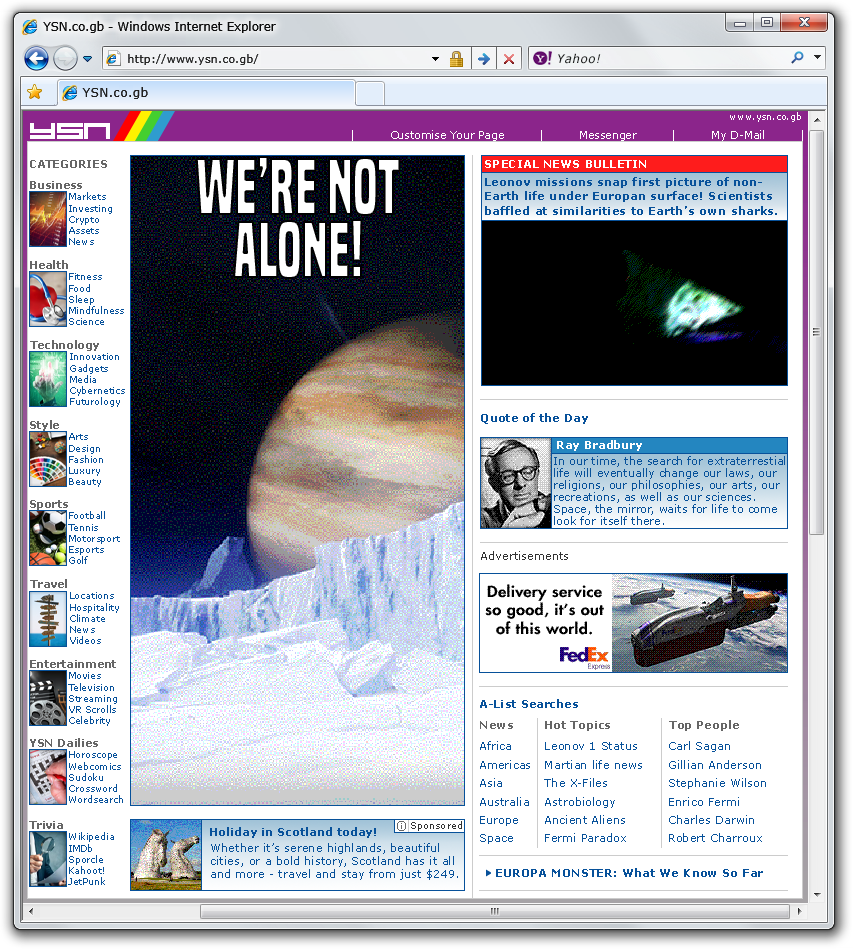 YSN.co.gb - Windows Internet Explorer
http://www.ysn.co.gb/
Yahoo!
YSN.co.gb
www.ysn.co.gb
YSN
Customise Your Page
Messenger
My D-Mail
CATEGORIES
Business
Markets
Investing
Crypto
Assets
News
Health
Fitness
Food
Sleep
Mindfulness
Science
Technology
Innovation
Gadgets
Media
Cybernetics
Futurology
Style
Arts
Design
Fashion
Luxury
Beauty
Sports
Football
Tennis
Motorsport
Esports
Golf
Travel
Locations
Hospitality
Climate
News
Videos
Entertainment
Movies
Television
Streaming
VR Scrolls
Celebrity
YSN Dailies
Horoscope
Webcomics
Sudoku
Crossword
Wordsearch
Trivia
Wikipedia
IMDb
Sporcle
Kahoot!
JetPunk
WE'RE NOT
ALONE!
Sponsored
Holiday in Scotland today!
Whether it's serene highlands, beautiful
cities, or a bold history, Scotland has it all
and more - travel and stay from just $249.
SPECIAL NEWS BULLETIN
Leonov missions snap first picture of non-
Earth life under Europan surface! Scientists
baffled at similarities to Earth's own sharks.
Quote of the Day
Ray Bradbury
In our time, the search for extraterrestial
life will eventually change our laws, our
religions, our philosophies, our arts, our
recreations, as well as our sciences.
Space, the mirror, waits for life to come
look for itself there.
Advertisements
Delivery service
so good, it's out
of this world.
FedEx
Express
FedEx
A-List Searches
News
Africa
Americas
Asia
Australia
Europe
Space
Hot Topics
Leonov 1 Status
Martian life news
The X-Files
Astrobiology
Ancient Aliens
Fermi Paradox
Top People
Carl Sagan
Gillian Anderson
Stephanie Wilson
Enrico Fermi
Charles Darwin
Robert Charroux
EUROPA MONSTER: What We Know So Far